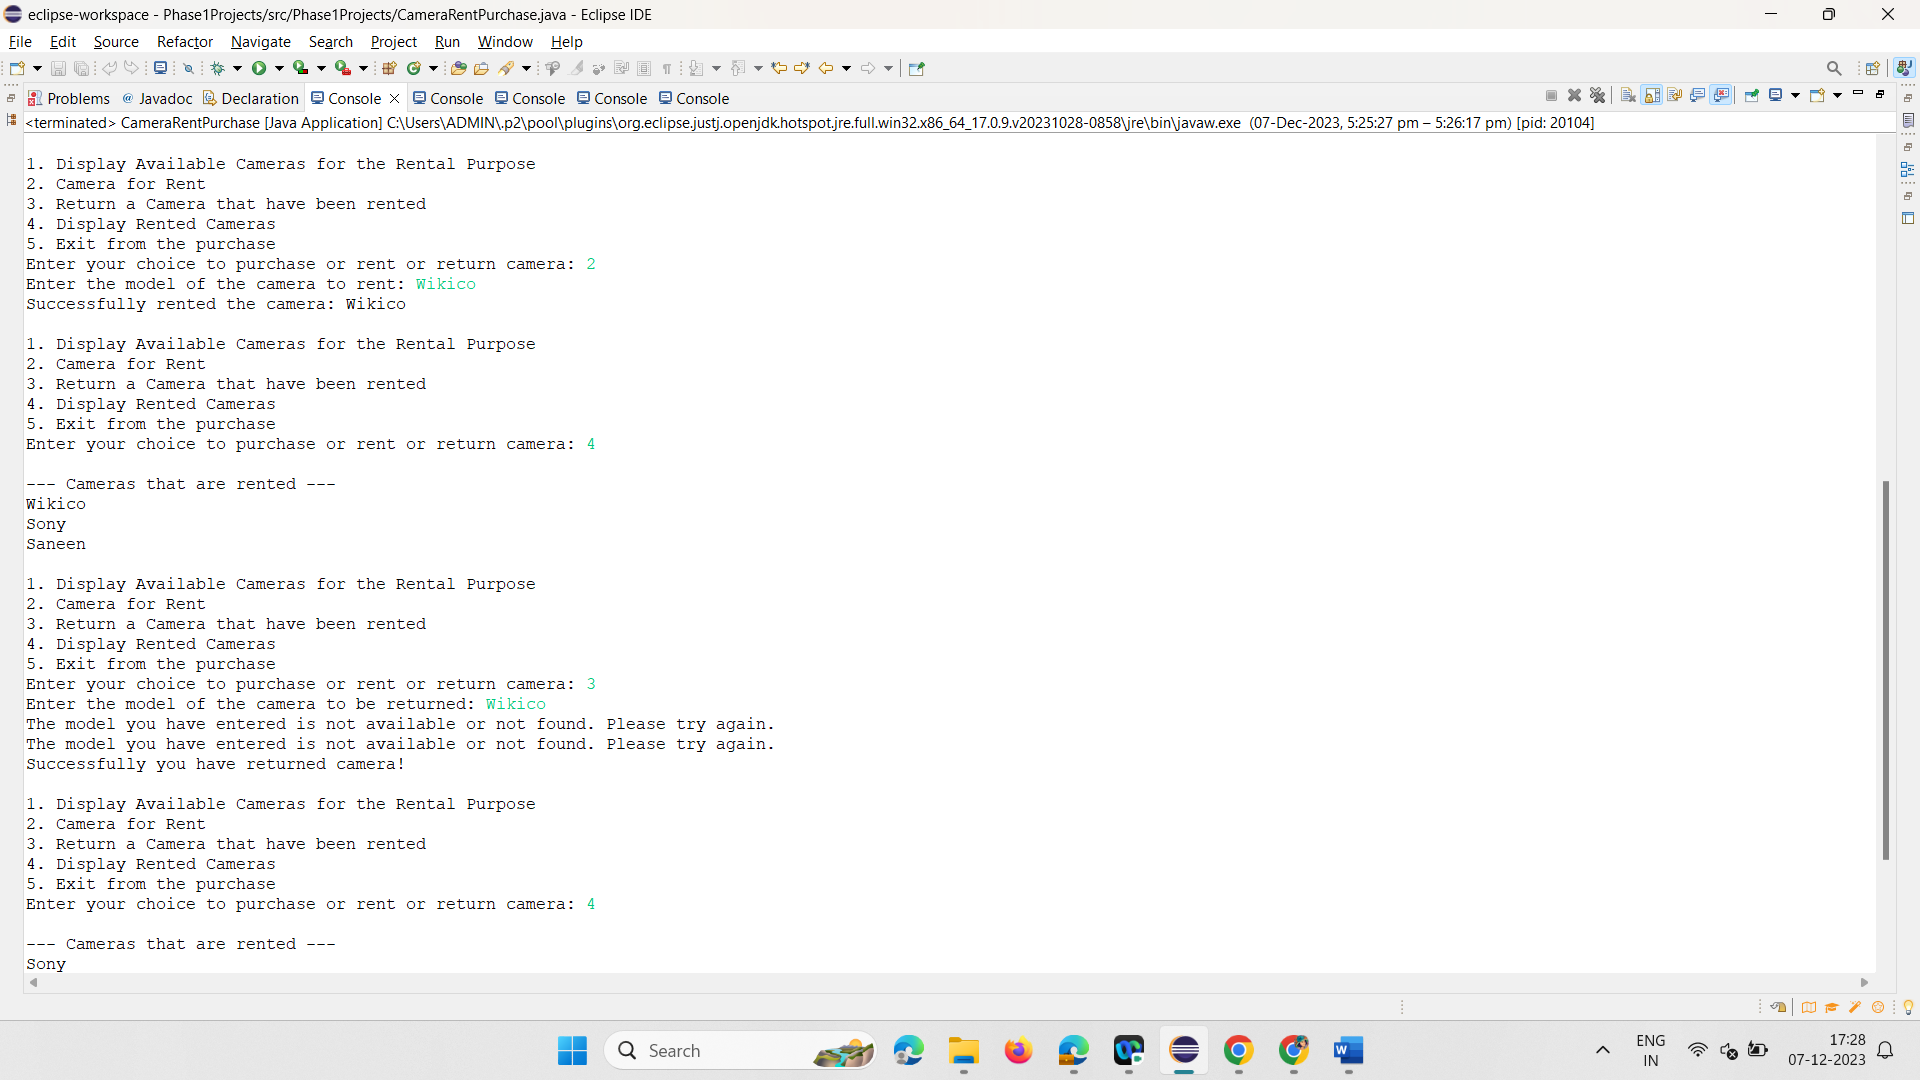 eclipse-workspace - Phase1Projects/src/Phase1Projects/CameraRentPurchase.java - Eclipse IDE
File Edit Source Refactor Navigate Search Project Run Window Help
Problems @ Javadoc Declaration Console Console Console Console Console
<terminated> CameraRentPurchase [Java Application] C:\Users\ADMIN\.p2\pool\plugins\org.eclipse.justj.openjdk.hotspot.jre.full.win32.x86_64_17.0.9.v20231028-0858\jre\bin\javaw.exe (07-Dec-2023, 5:25:27 pm – 5:26:17 pm) [pid: 20104]
1. Display Available Cameras for the Rental Purpose
2. Camera for Rent
3. Return a Camera that have been rented
4. Display Rented Cameras
5. Exit from the purchase
Enter your choice to purchase or rent or return camera: 2
Enter the model of the camera to rent: Wikico
Successfully rented the camera: Wikico
1. Display Available Cameras for the Rental Purpose
2. Camera for Rent
3. Return a Camera that have been rented
4. Display Rented Cameras
5. Exit from the purchase
Enter your choice to purchase or rent or return camera: 4
--- Cameras that are rented ---
Wikico
Sony
Saneen
1. Display Available Cameras for the Rental Purpose
2. Camera for Rent
3. Return a Camera that have been rented
4. Display Rented Cameras
5. Exit from the purchase
Enter your choice to purchase or rent or return camera: 3
Enter the model of the camera to be returned: Wikico
The model you have entered is not available or not found. Please try again.
The model you have entered is not available or not found. Please try again.
Successfully you have returned camera!
1. Display Available Cameras for the Rental Purpose
2. Camera for Rent
3. Return a Camera that have been rented
4. Display Rented Cameras
5. Exit from the purchase
Enter your choice to purchase or rent or return camera: 4
--- Cameras that are rented ---
Sony
Search
ENG
IN
17:28
07-12-2023